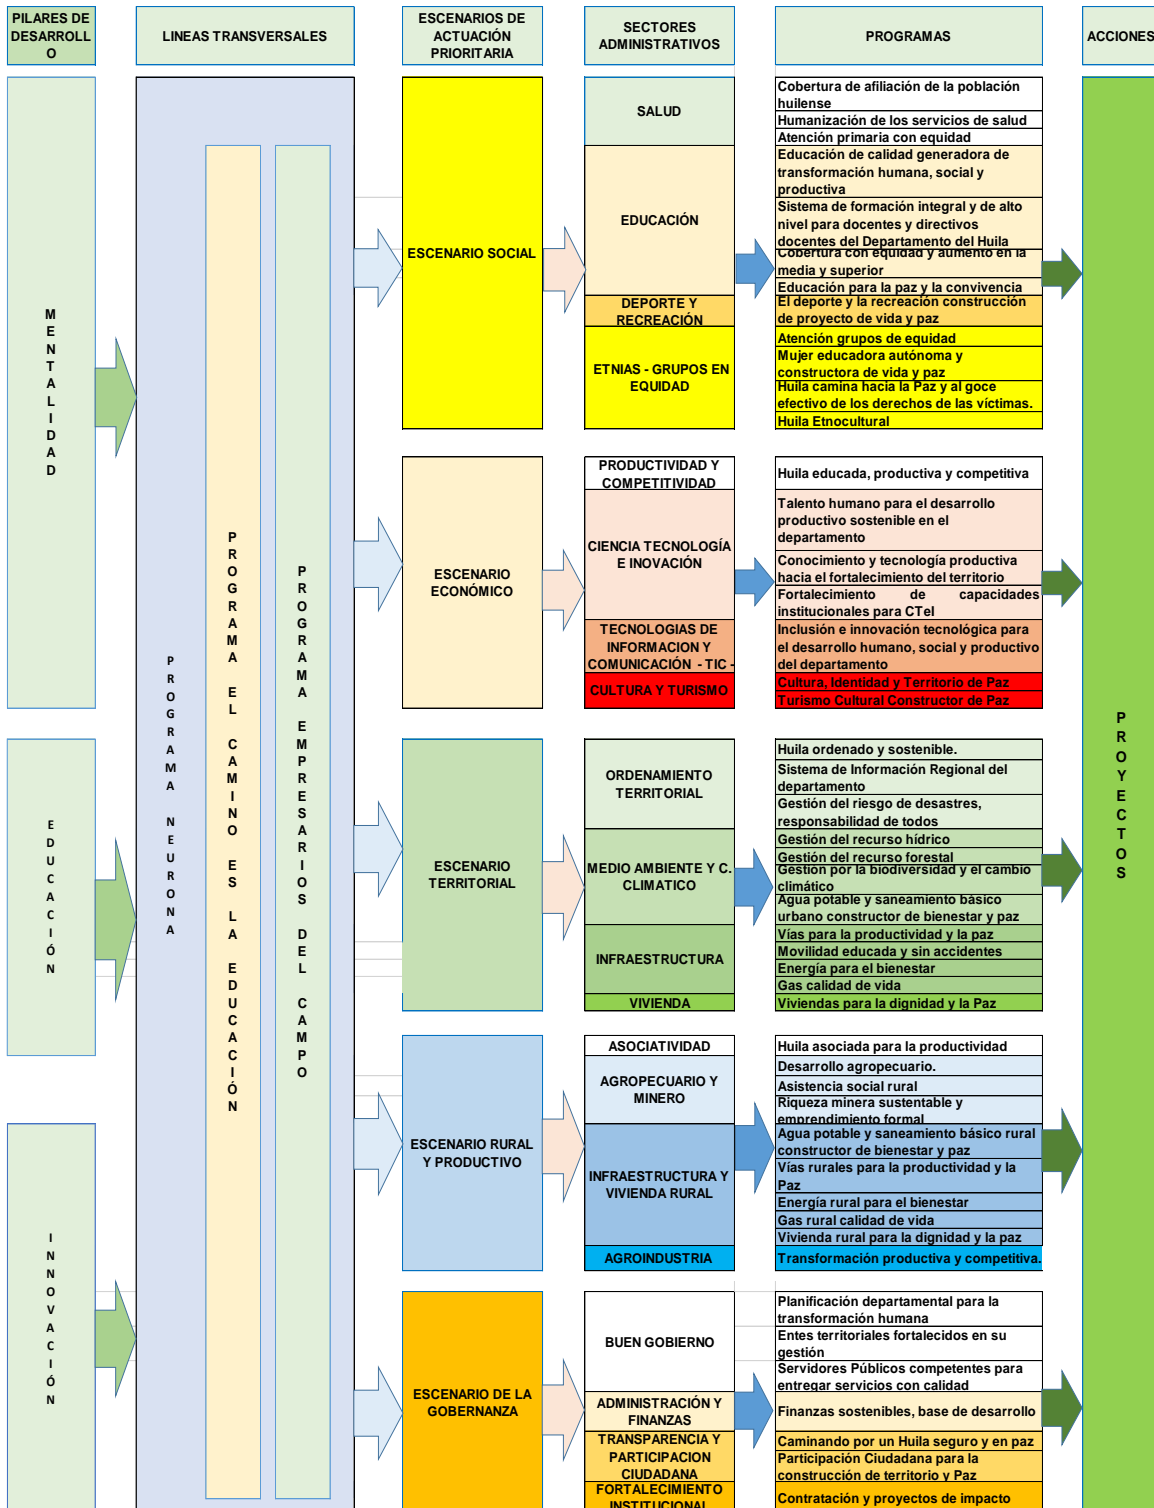 PILARES DE
DESARROLL
O
LINEAS TRANSVERSALES
ESCENARIOS DE
ACTUACIÓN
PRIORITARIA
SECTORES
ADMINISTRATIVOS
PROGRAMAS
ACCIONES
MENTALIDAD
EDUCACIÓN
INNOVACIÓN
PROGRAMA NEURONA
PROGRAMA EL CAMINO ES LA EDUCACIÓN
PROGRAMA EMPRESARIOS DEL CAMPO
ESCENARIO SOCIAL
SALUD
Cobertura de afiliación de la población
huilense
Humanización de los servicios de salud
Atención primaria con equidad
EDUCACIÓN
Educación de calidad generadora de
transformación humana, social y
productiva
Sistema de formación integral y de alto
nivel para docentes y directivos
docentes del Departamento del Huila
Cobertura con equidad y aumento en la
media y superior
Educación para la paz y la convivencia
DEPORTE Y
RECREACIÓN
El deporte y la recreación construcción
de proyecto de vida y paz
ETNIAS - GRUPOS EN
EQUIDAD
Atención grupos de equidad
Mujer educadora autónoma y
constructora de vida y paz
Huila camina hacia la Paz y al goce
efectivo de los derechos de las víctimas.
Huila Etnocultural
ESCENARIO
ECONÓMICO
PRODUCTIVIDAD Y
COMPETITIVIDAD
Huila educada, productiva y competitiva
CIENCIA TECNOLOGÍA
E INOVACIÓN
Talento humano para el desarrollo
productivo sostenible en el
departamento
Conocimiento y tecnología productiva
hacia el fortalecimiento del territorio
Fortalecimiento de capacidades
institucionales para CTeI
TECNOLOGIAS DE
INFORMACION Y
COMUNICACIÓN - TIC -
Inclusión e innovación tecnológica para
el desarrollo humano, social y productivo
del departamento
CULTURA Y TURISMO
Cultura, Identidad y Territorio de Paz
Turismo Cultural Constructor de Paz
ESCENARIO
TERRITORIAL
ORDENAMIENTO
TERRITORIAL
Huila ordenado y sostenible.
Sistema de Información Regional del
departamento
Gestión del riesgo de desastres,
responsabilidad de todos
MEDIO AMBIENTE Y C.
CLIMATICO
Gestión del recurso hídrico
Gestión del recurso forestal
Gestión por la biodiversidad y el cambio
climático
Agua potable y saneamiento básico
urbano constructor de bienestar y paz
INFRAESTRUCTURA
Vías para la productividad y la paz
Movilidad educada y sin accidentes
Energía para el bienestar
Gas calidad de vida
VIVIENDA
Viviendas para la dignidad y la Paz
ESCENARIO RURAL
Y PRODUCTIVO
ASOCIATIVIDAD
Huila asociada para la productividad
AGROPECUARIO Y
MINERO
Desarrollo agropecuario.
Asistencia social rural
Riqueza minera sustentable y
emprendimiento formal
INFRAESTRUCTURA Y
VIVIENDA RURAL
Agua potable y saneamiento básico rural
constructor de bienestar y paz
Vías rurales para la productividad y la
Paz
Energía rural para el bienestar
Gas rural calidad de vida
Vivienda rural para la dignidad y la paz
AGROINDUSTRIA
Transformación productiva y competitiva.
ESCENARIO DE LA
GOBERNANZA
BUEN GOBIERNO
Planificación departamental para la
transformación humana
Entes territoriales fortalecidos en su
gestión
Servidores Públicos competentes para
entregar servicios con calidad
ADMINISTRACIÓN Y
FINANZAS
Finanzas sostenibles, base de desarrollo
TRANSPARENCIA Y
PARTICIPACION
CIUDADANA
Caminando por un Huila seguro y en paz
Participación Ciudadana para la
construcción de territorio y Paz
FORTALECIMIENTO
INSTITUCIONAL
Contratación y proyectos de impacto
PROYECTOS